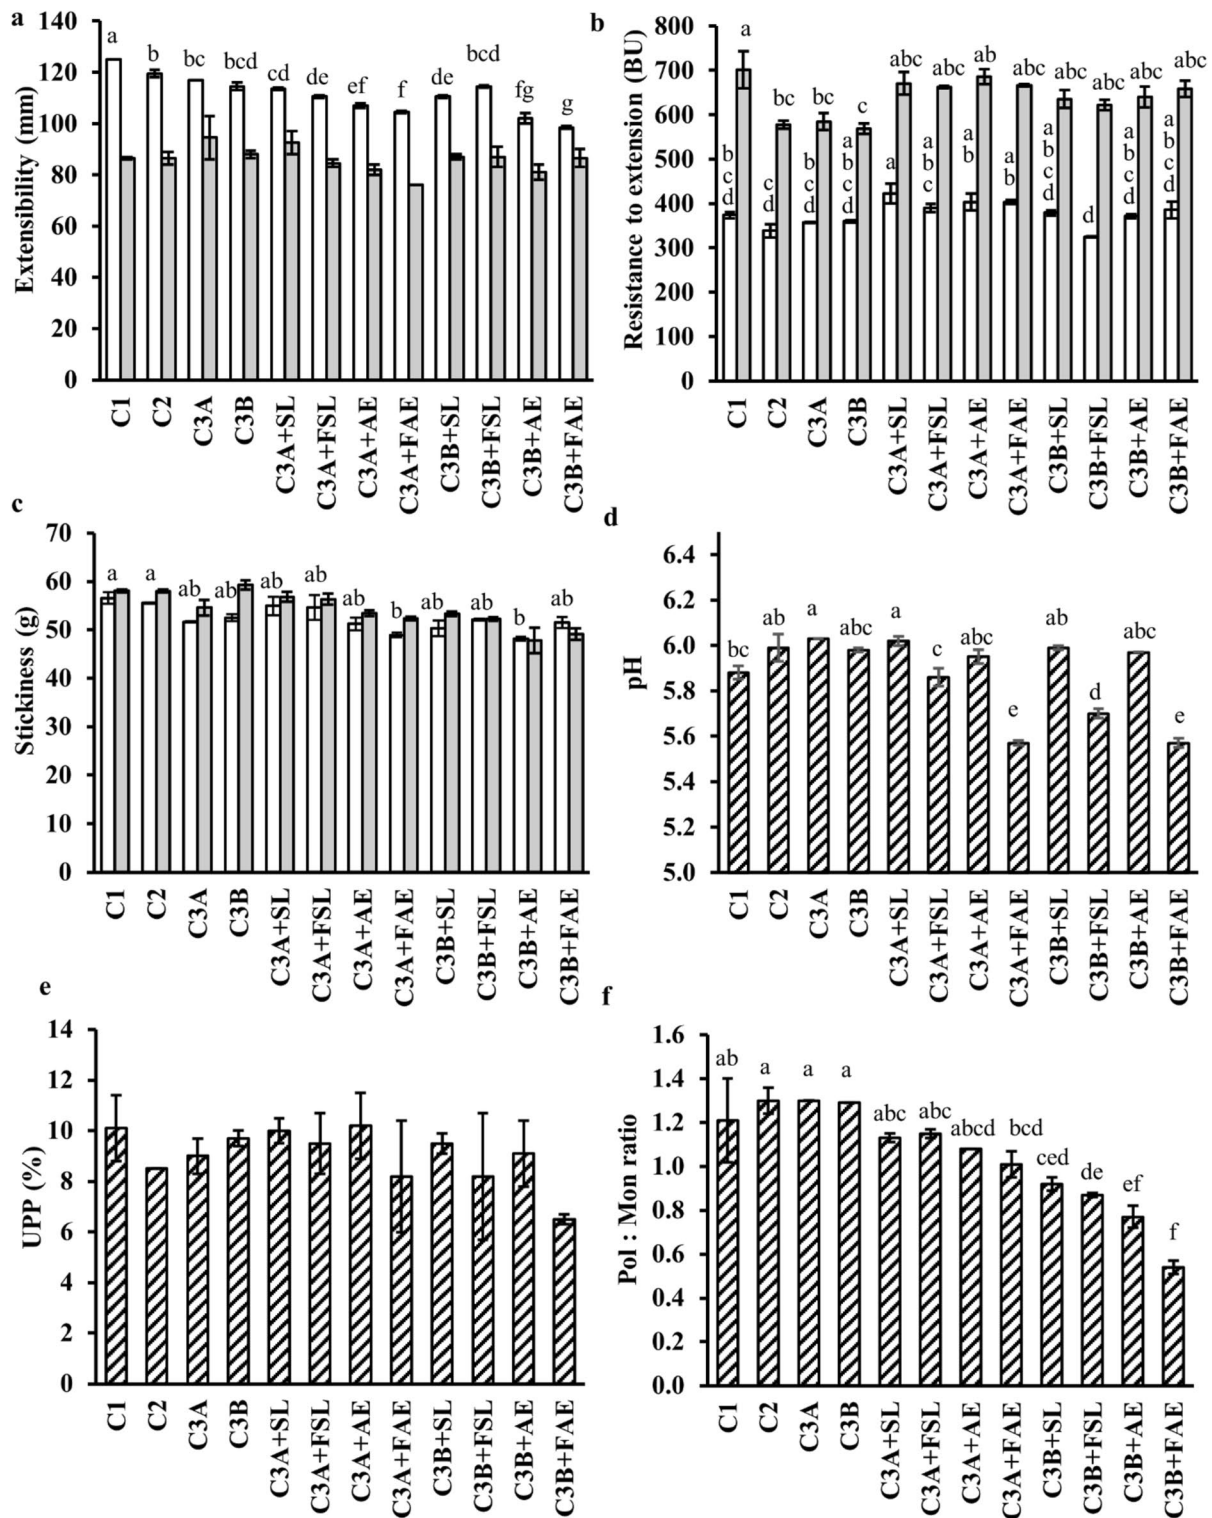 a
Extensibility (mm)
140
120
100
80
60
40
20
0
a
b
bc
bcd
cd
de
ef
f
de
bcd
fg
g
C1
C2
C3A
C3B
C3A+SL
C3A+FSL
C3A+AE
C3A+FAE
C3B+SL
C3B+FSL
C3B+AE
C3B+FAE
b
Resistance to extension (BU)
800
700
600
500
400
300
200
100
0
a
bc
bc
c
abc
abc
ab
abc
abc
abc
abc
abc
b
c
d
c
d
b
c
d
a
b
c
d
a
a
b
c
a
b
a
b
a
b
c
d
d
a
b
c
d
a
b
c
d
C1
C2
C3A
C3B
C3A+SL
C3A+FSL
C3A+AE
C3A+FAE
C3B+SL
C3B+FSL
C3B+AE
C3B+FAE
c
Stickiness (g)
70
60
50
40
30
20
10
0
a
a
ab
ab
ab
ab
ab
b
ab
ab
b
ab
C1
C2
C3A
C3B
C3A+SL
C3A+FSL
C3A+AE
C3A+FAE
C3B+SL
C3B+FSL
C3B+AE
C3B+FAE
d
pH
6.4
6.2
6.0
5.8
5.6
5.4
5.2
5.0
bc
ab
a
abc
a
c
abc
e
ab
d
abc
e
C1
C2
C3A
C3B
C3A+SL
C3A+FSL
C3A+AE
C3A+FAE
C3B+SL
C3B+FSL
C3B+AE
C3B+FAE
e
UPP (%)
14
12
10
8
6
4
2
0
C1
C2
C3A
C3B
C3A+SL
C3A+FSL
C3A+AE
C3A+FAE
C3B+SL
C3B+FSL
C3B+AE
C3B+FAE
f
Pol : Mon ratio
1.6
1.4
1.2
1.0
0.8
0.6
0.4
0.2
0.0
ab
a
a
a
abc
abc
abcd
bcd
ced
de
ef
f
C1
C2
C3A
C3B
C3A+SL
C3A+FSL
C3A+AE
C3A+FAE
C3B+SL
C3B+FSL
C3B+AE
C3B+FAE